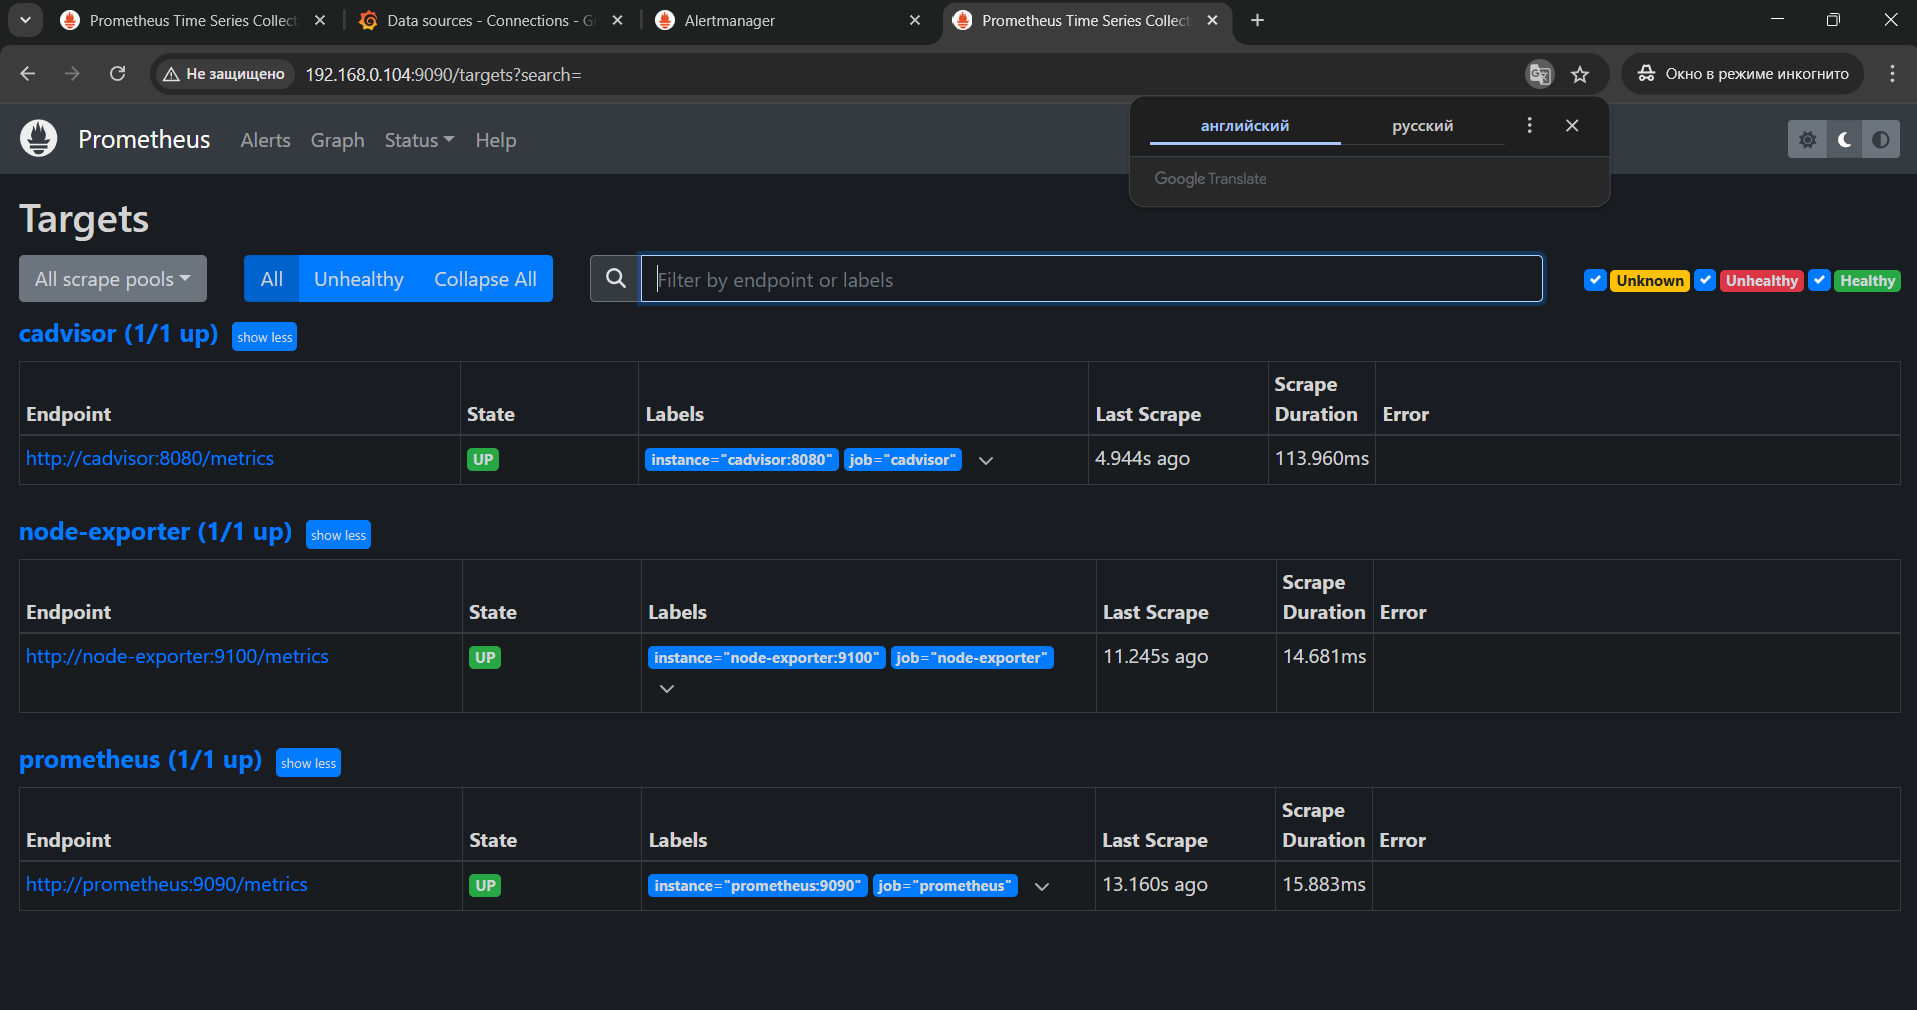 Prometheus Time Series Collect
Data sources - Connections - G
Alertmanager
Prometheus Time Series Collect
Не защищено
192.168.0.104:9090/targets?search=
Окно в режиме инкогнито
Prometheus
Alerts
Graph
Status
Help
английский
русский
Google Translate
Targets
All scrape pools
All
Unhealthy
Collapse All
Filter by endpoint or labels
Unknown
Unhealthy
Healthy
cadvisor (1/1 up)
show less
Endpoint
State
Labels
Last Scrape
Scrape
Duration
Error
http://cadvisor:8080/metrics
UP
instance="cadvisor:8080"
job="cadvisor"
4.944s ago
113.960ms
node-exporter (1/1 up)
show less
Endpoint
State
Labels
Last Scrape
Scrape
Duration
Error
http://node-exporter:9100/metrics
UP
instance="node-exporter:9100"
job="node-exporter"
11.245s ago
14.681ms
prometheus (1/1 up)
show less
Endpoint
State
Labels
Last Scrape
Scrape
Duration
Error
http://prometheus:9090/metrics
UP
instance="prometheus:9090"
job="prometheus"
13.160s ago
15.883ms